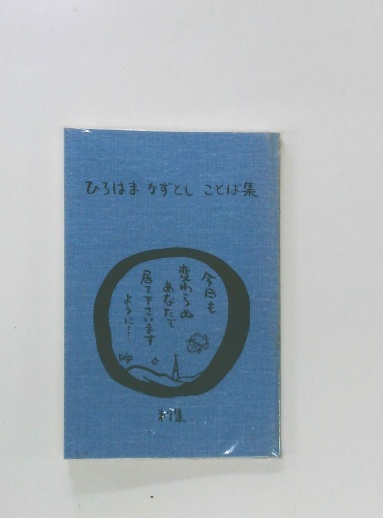 ひろはま かずとし ことば集
今日も
変わらぬ
あなたで
居て下さいます
ように…